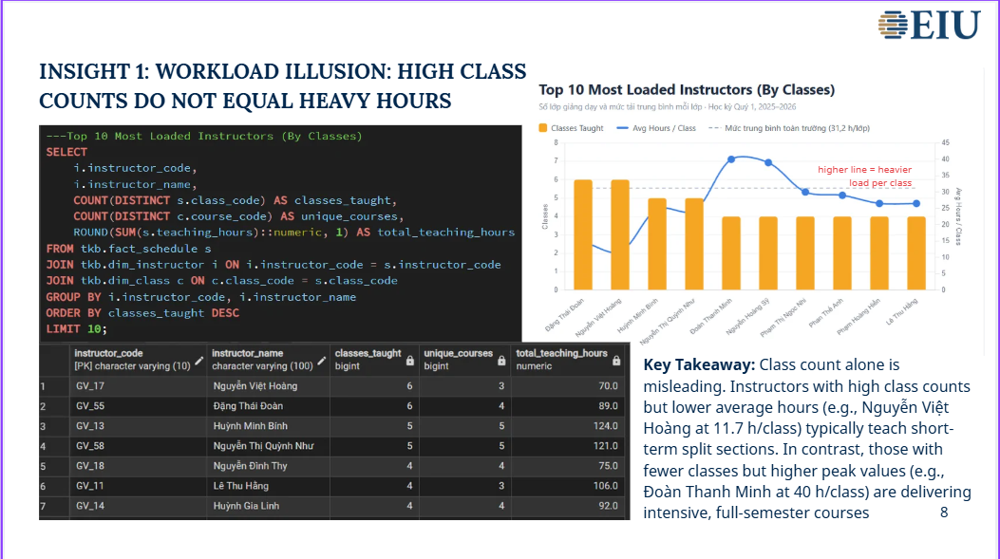 EIU
INSIGHT 1: WORKLOAD ILLUSION: HIGH CLASS
COUNTS DO NOT EQUAL HEAVY HOURS
---Top 10 Most Loaded Instructors (By Classes)
SELECT
i.instructor_code,
i.instructor_name,
COUNT(DISTINCT s.class_code) AS classes_taught,
COUNT(DISTINCT c.course_code) AS unique_courses,
ROUND(SUM(s.teaching_hours)::numeric, 1) AS total_teaching_hours
FROM tkb.fact_schedule s
JOIN tkb.dim_instructor i ON i.instructor_code = s.instructor_code
JOIN tkb.dim_class c ON c.class_code = s.class_code
GROUP BY i.instructor_code, i.instructor_name
ORDER BY classes_taught DESC
LIMIT 10;
Top 10 Most Loaded Instructors (By Classes)
Số lớp giảng dạy và mức tải trung bình mỗi lớp · Học kỳ Quý 1, 2025–2026
Classes Taught Avg Hours / Class Mức trung bình toàn trường (31,2 h/lớp)
higher line = heavier
load per class
Classes
8
7
6
5
4
3
2
1
0
45
40
35
30
25
20
15
10
5
0
Avg Hours / Class
Đặng Thái Đoàn
Nguyễn Việt Hoàng
Huỳnh Minh Bính
Nguyễn Thị Quỳnh Như
Đoàn Thanh Minh
Nguyễn Hoàng Sỹ
Phạm Thị Ngọc Nhi
Phan Thế Anh
Phạm Hoàng Hiển
Lê Thu Hằng
instructor_code instructor_name classes_taught unique_courses total_teaching_hours
[PK] character varying (10) character varying (100) bigint bigint numeric
1 GV_17 Nguyễn Việt Hoàng 6 3 70.0
2 GV_55 Đặng Thái Đoàn 6 4 89.0
3 GV_13 Huỳnh Minh Bính 5 5 124.0
4 GV_58 Nguyễn Thị Quỳnh Như 5 5 121.0
5 GV_18 Nguyễn Đình Thy 4 4 75.0
6 GV_11 Lê Thu Hằng 4 3 106.0
7 GV_14 Huỳnh Gia Linh 4 4 92.0
Key Takeaway: Class count alone is
misleading. Instructors with high class counts
but lower average hours (e.g., Nguyễn Việt
Hoàng at 11.7 h/class) typically teach short-
term split sections. In contrast, those with
fewer classes but higher peak values (e.g.,
Đoàn Thanh Minh at 40 h/class) are delivering
intensive, full-semester courses
8